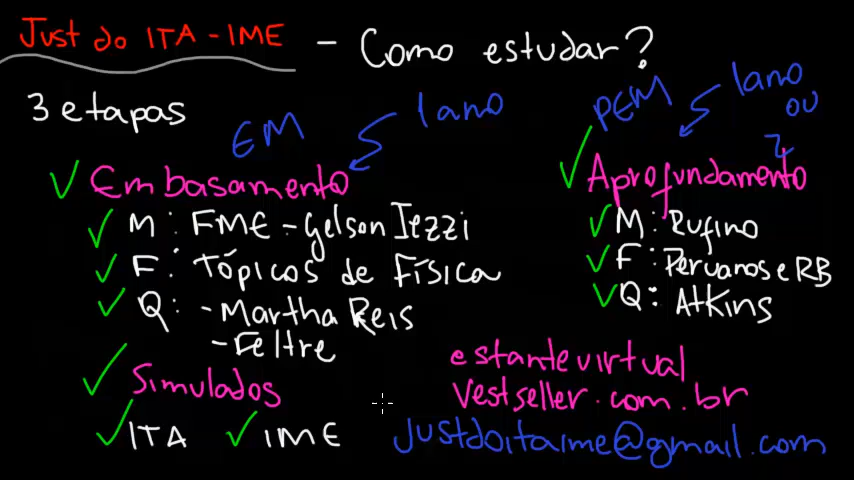 Just do ITA - IME - Como estudar?
3 etapas
EM
1 ano
PEM
1 ano
ou
2
Embasamento
M: FME - Gelson Iezzi
F: Tópicos de Física
Q: - Martha Reis
- Feltre
Aprofundamento
M: Rufino
F: Peruanos e RB
Q: Atkins
Simulados
ITA IME
estantevirtual
Vestseller.com.br
justdoitaime@gmail.com